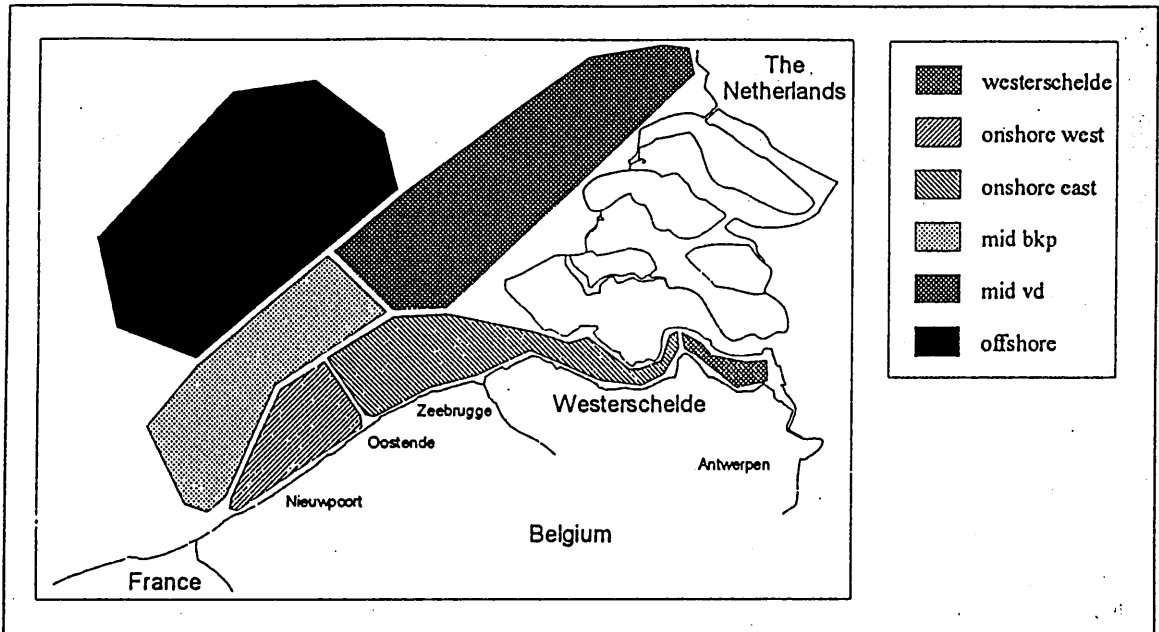 The
Netherlands
Zeebrugge
Westerschelde
Oostende
Antwerpen
Nieuwpoort
Belgium
France
westerschelde
onshore west
onshore east
mid bkp
mid vd
offshore